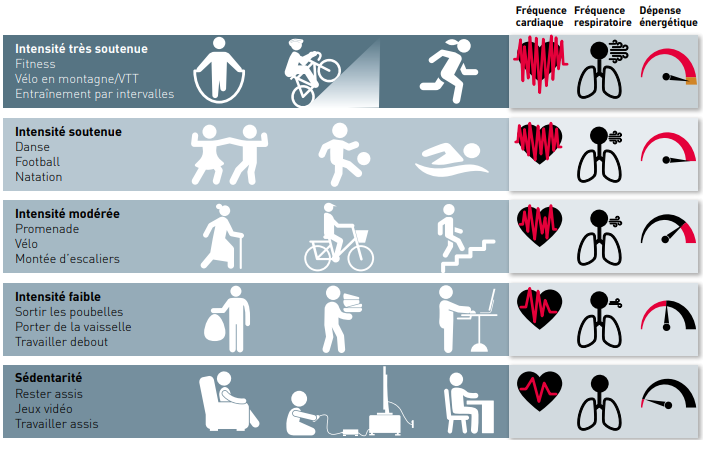 Fréquence cardiaque
Fréquence respiratoire
Dépense énergétique
Intensité très soutenue
Fitness
Vélo en montagne/VTT
Entraînement par intervalles
Intensité soutenue
Danse
Football
Natation
Intensité modérée
Promenade
Vélo
Montée d'escaliers
Intensité faible
Sortir les poubelles
Porter de la vaisselle
Travailler debout
Sédentarité
Rester assis
Jeux vidéo
Travailler assis